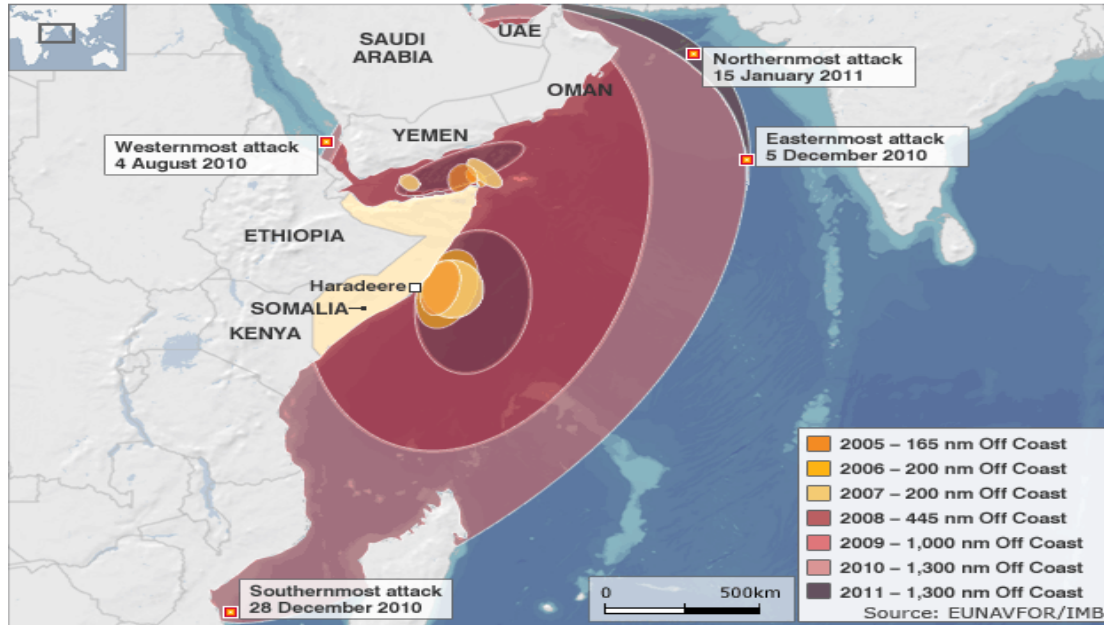 SAUDI
ARABIA
UAE
OMAN
YEMEN
Northernmost attack
15 January 2011
Westernmost attack
4 August 2010
Easternmost attack
5 December 2010
ETHIOPIA
Haradeere
SOMALIA
KENYA
2005 – 165 nm Off Coast
2006 – 200 nm Off Coast
2007 – 200 nm Off Coast
2008 – 445 nm Off Coast
2009 – 1,000 nm Off Coast
2010 – 1,300 nm Off Coast
2011 – 1,300 nm Off Coast
Southernmost attack
28 December 2010
0 500km
Source: EUNAVFOR/IMB